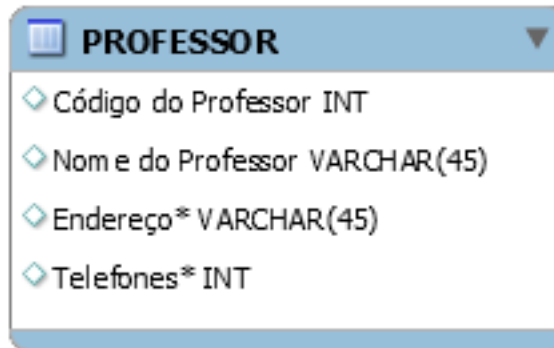 PROFESSOR
Código do Professor INT
Nome do Professor VARCHAR(45)
Endereço* VARCHAR(45)
Telefones* INT